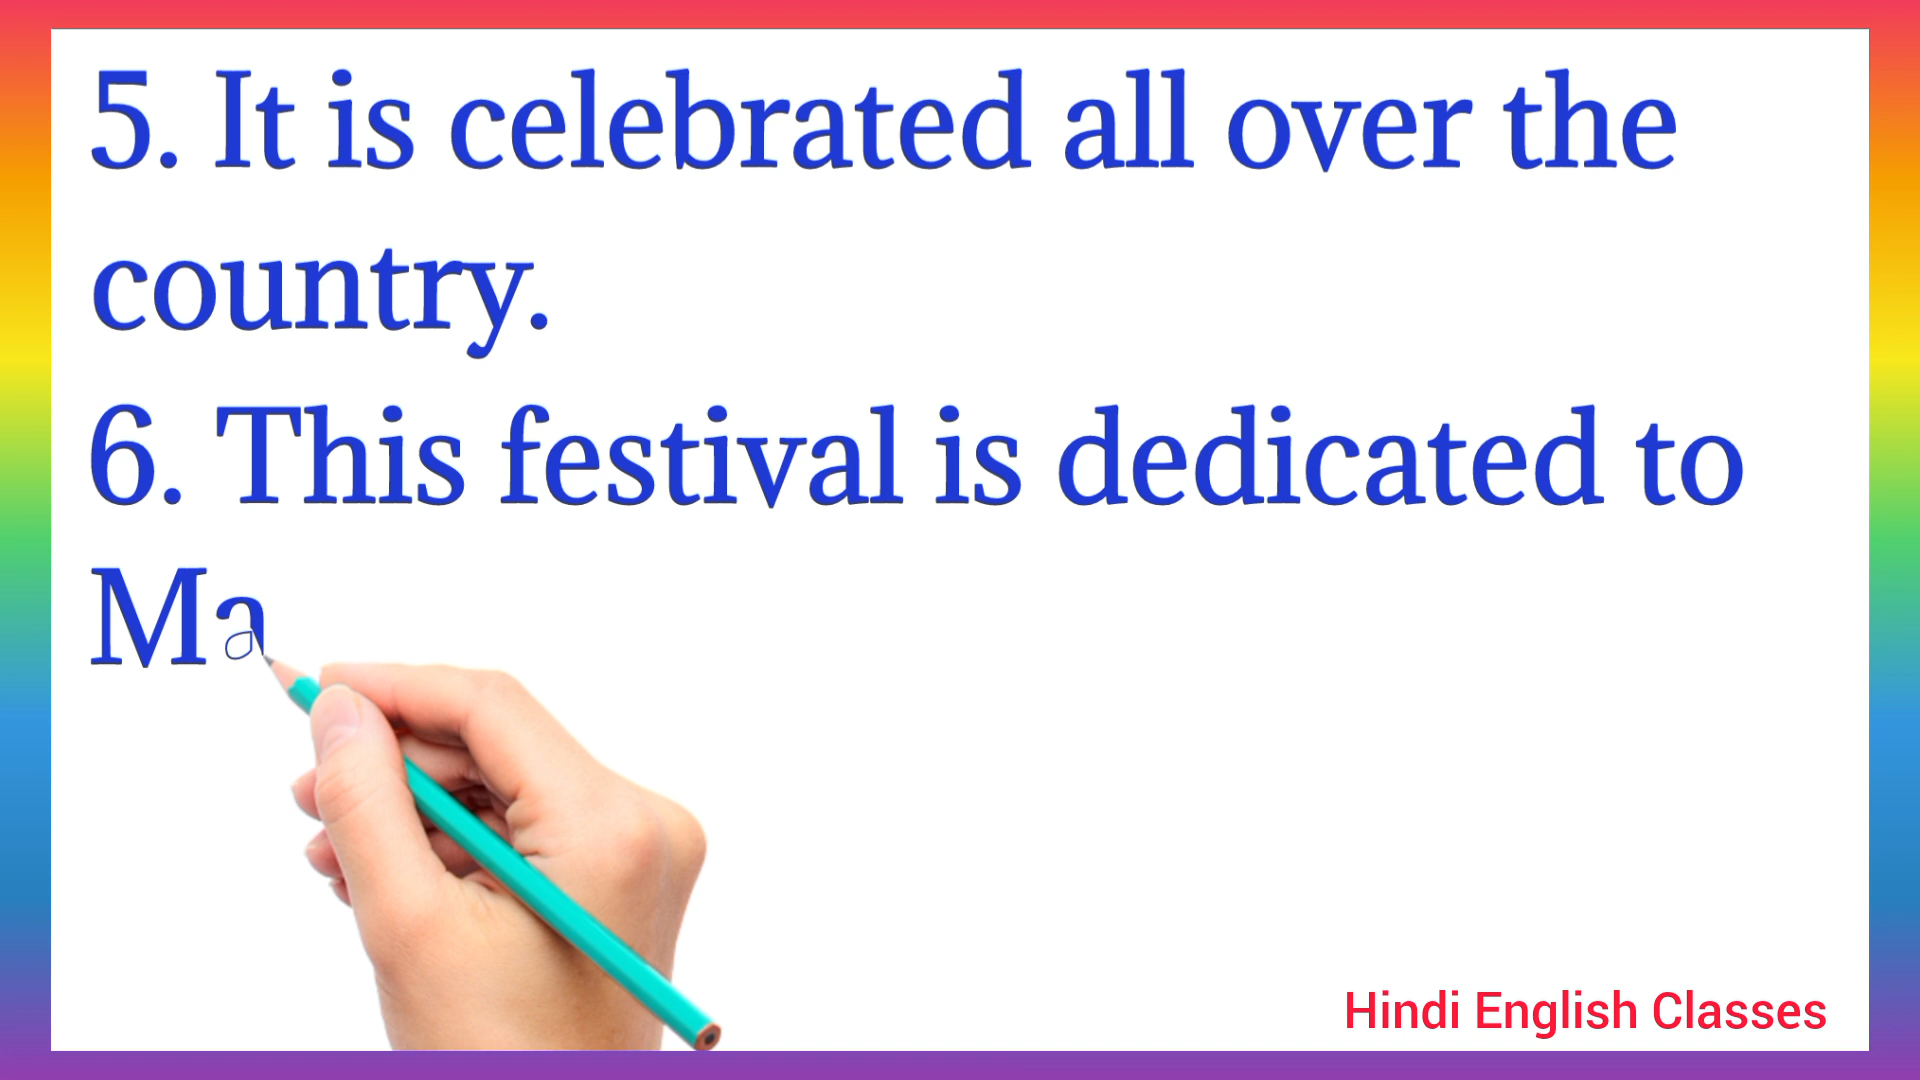 5. It is celebrated all over the
country.
6. This festival is dedicated to
Ma
Hindi English Classes